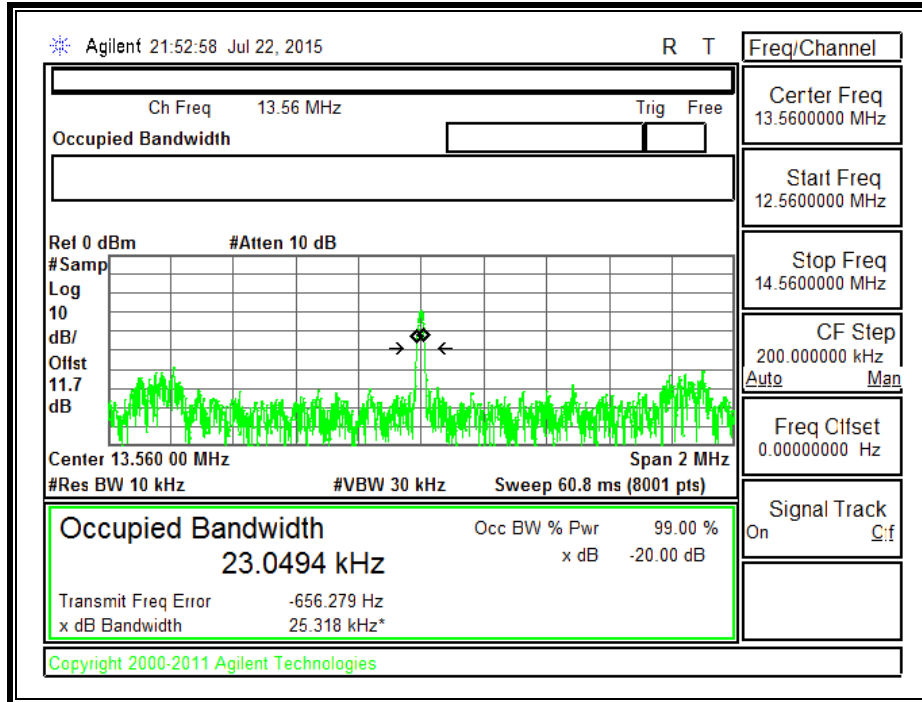 Agilent 21:52:58 Jul 22, 2015 R T
Ch Freq 13.56 MHz Trig Free
Occupied Bandwidth
Ref 0 dBm #Atten 10 dB
#Samp
Log
10
dB/
Offst
11.7
dB
Center 13.560 00 MHz Span 2 MHz
#Res BW 10 kHz #VBW 30 kHz Sweep 60.8 ms (8001 pts)
Occupied Bandwidth Occ BW % Pwr 99.00 %
23.0494 kHz x dB -20.00 dB
Transmit Freq Error -656.279 Hz
x dB Bandwidth 25.318 kHz*
Copyright 2000-2011 Agilent Technologies
Freq/Channel
Center Freq
13.5600000 MHz
Start Freq
12.5600000 MHz
Stop Freq
14.5600000 MHz
CF Step
200.000000 kHz
Auto Man
Freq Offset
0.00000000 Hz
Signal Track
On Off